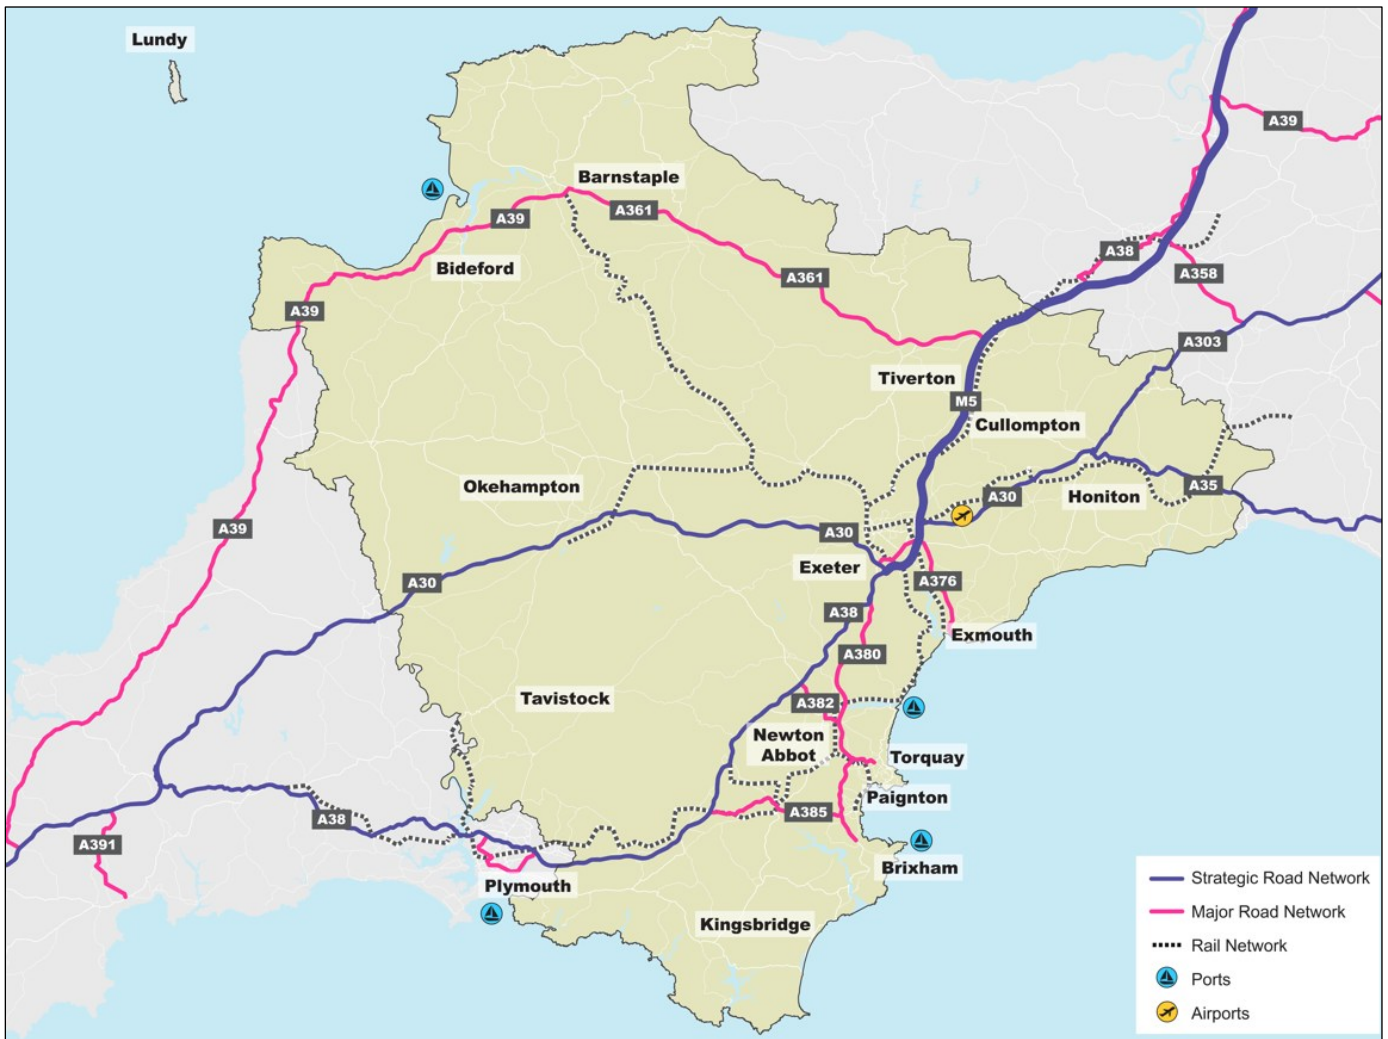 Lundy
A39
Barnstaple
A361
A39
A38
Bideford
A358
A361
A39
A303
Tiverton
M5
Cullompton
Okehampton
A35
A30
Honiton
A39
A30
Exeter
A30
A376
A38
Exmouth
A380
Tavistock
A382
Newton
Abbot
Torquay
Paignton
A385
A38
A391
Brixham
Plymouth
Kingsbridge
Strategic Road Network
Major Road Network
Rail Network
Ports
Airports